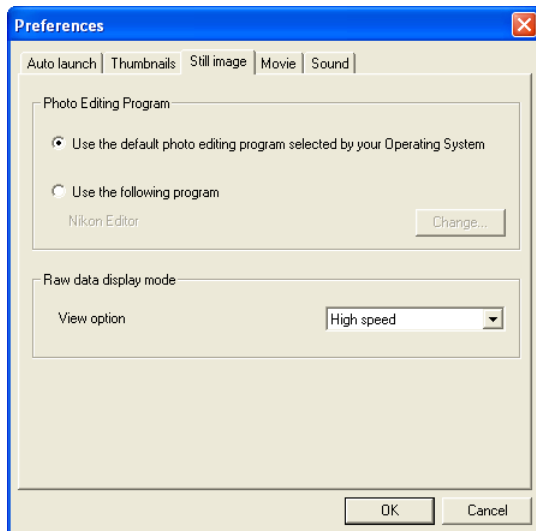 Preferences
Auto launch Thumbnails Still image Movie Sound
Photo Editing Program
Use the default photo editing program selected by your Operating System
Use the following program
Nikon Editor Change...
Raw data display mode
View option High speed
OK Cancel